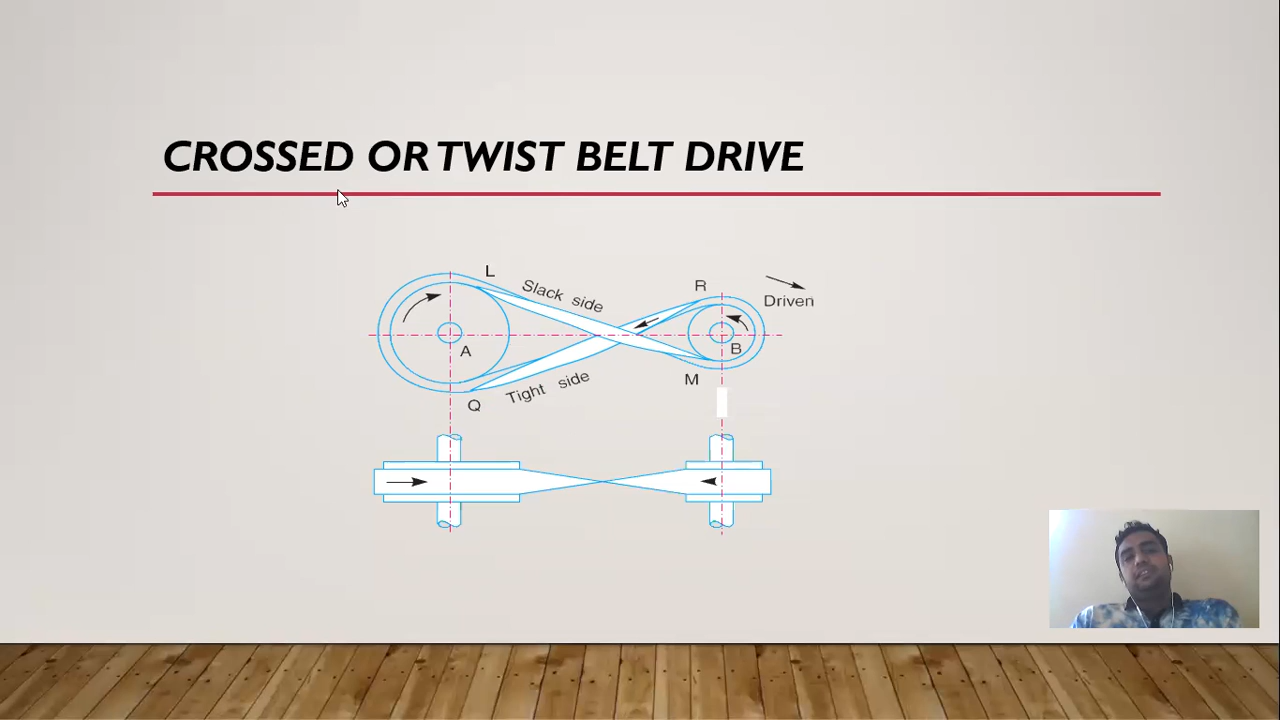 CROSSED OR TWIST BELT DRIVE
L
Slack side
R
Driven
A
B
M
Tight side
Q